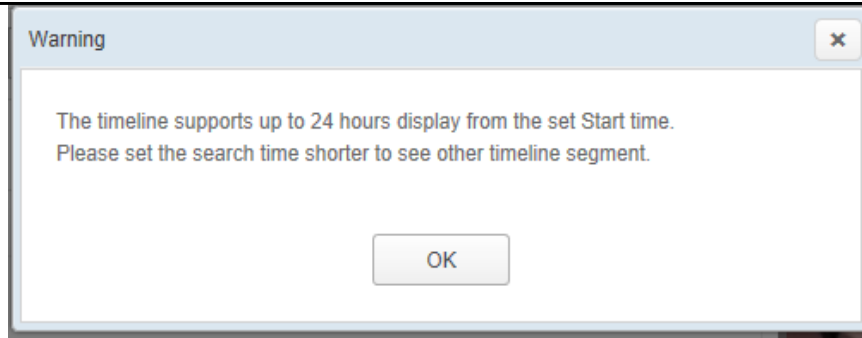 Warning
The timeline supports up to 24 hours display from the set Start time.
Please set the search time shorter to see other timeline segment.
OK